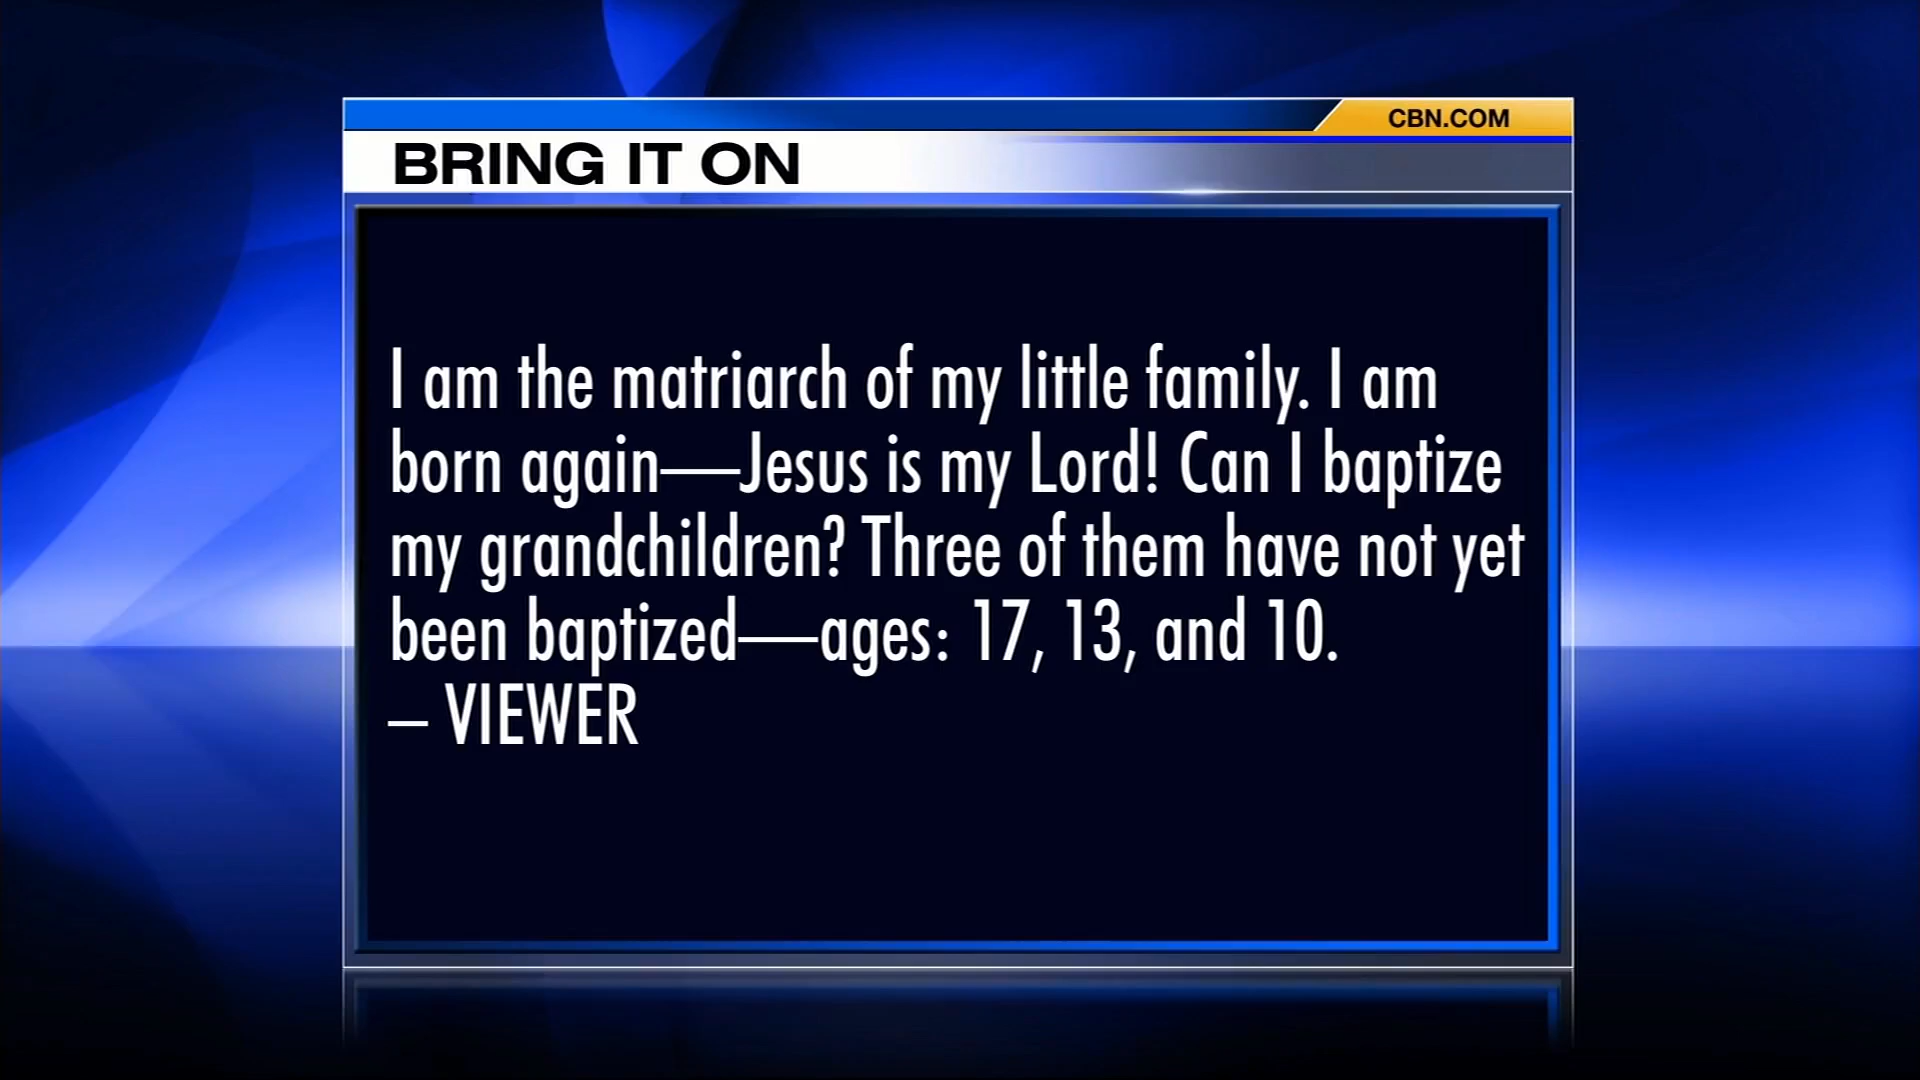 CBN.COM
BRING IT ON
I am the matriarch of my little family. I am
born again—Jesus is my Lord! Can I baptize
my grandchildren? Three of them have not yet
been baptized—ages: 17, 13, and 10.
– VIEWER